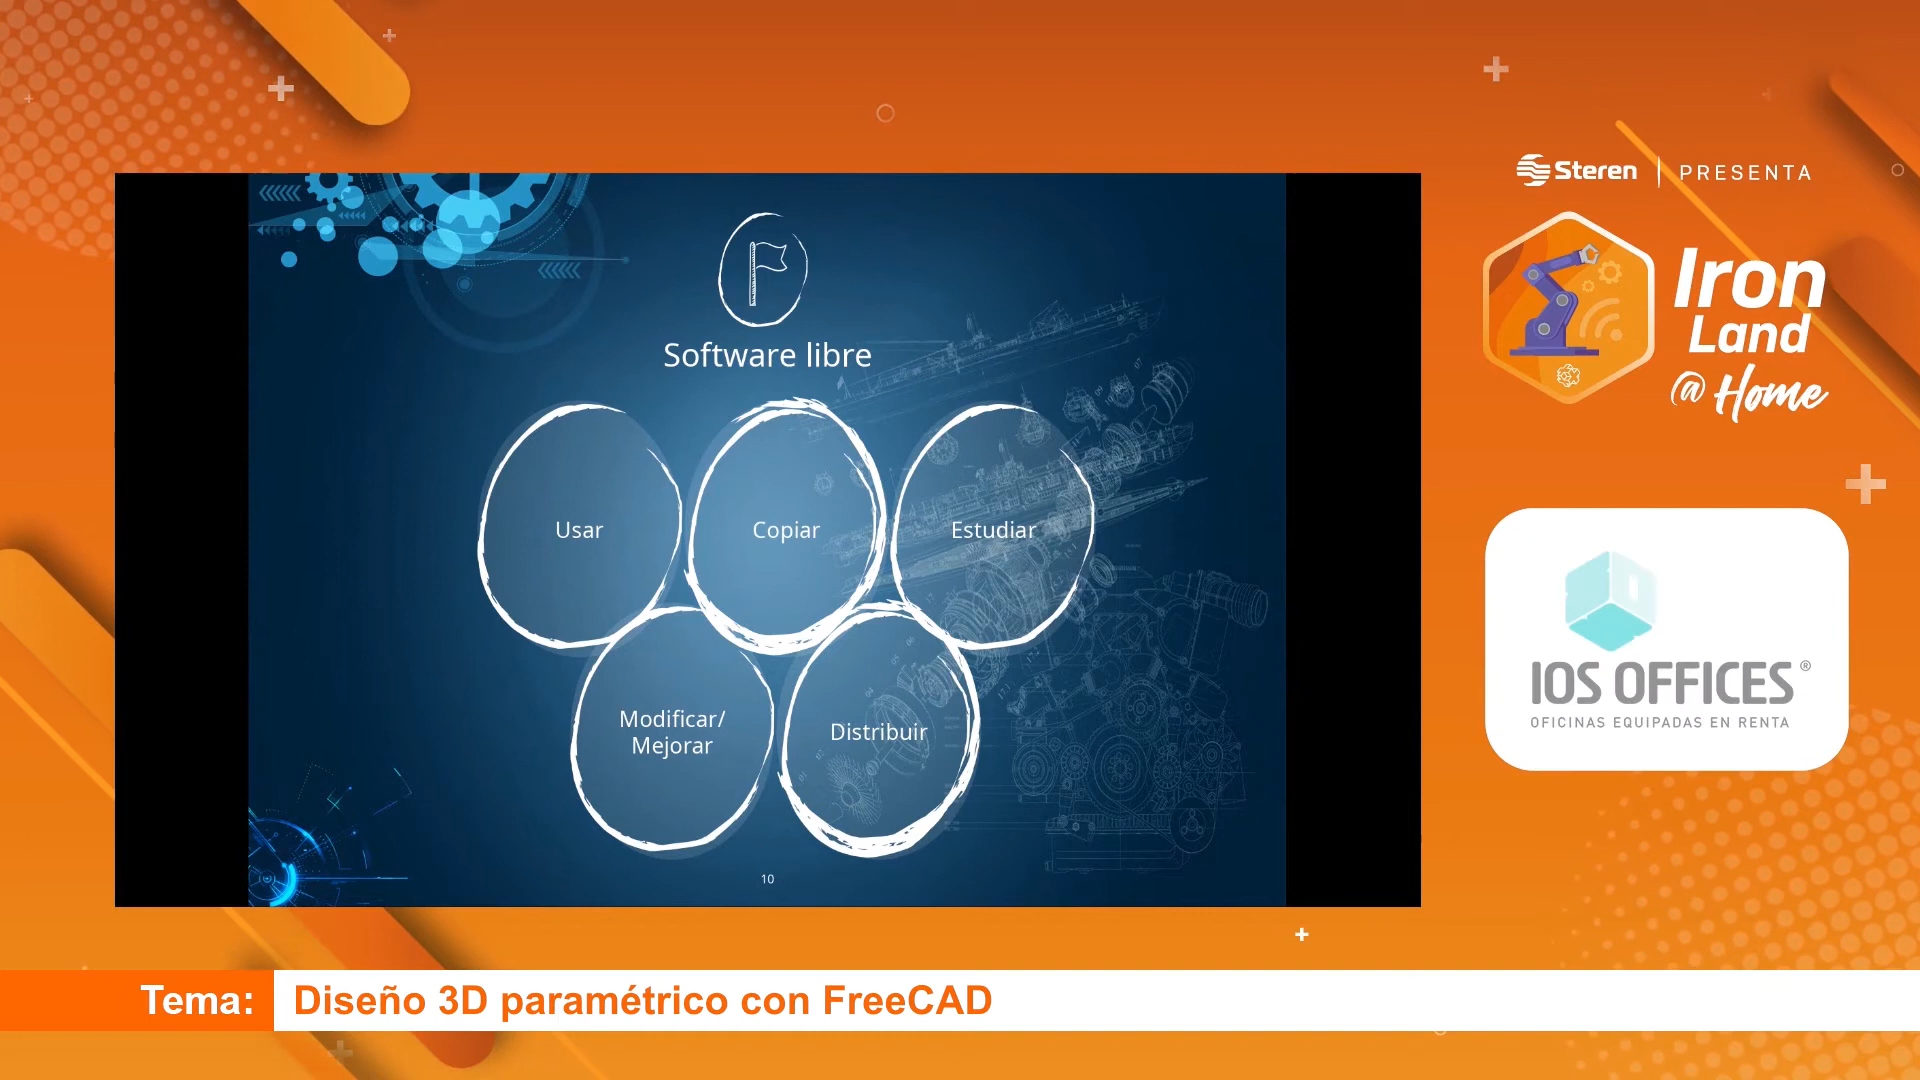 Steren | PRESENTA
Iron
Land
@ Home
Software libre
Usar
Copiar
Estudiar
Modificar/
Mejorar
Distribuir
10
IOS OFFICES ®
OFICINAS EQUIPADAS EN RENTA
Tema:
Diseño 3D paramétrico con FreeCAD